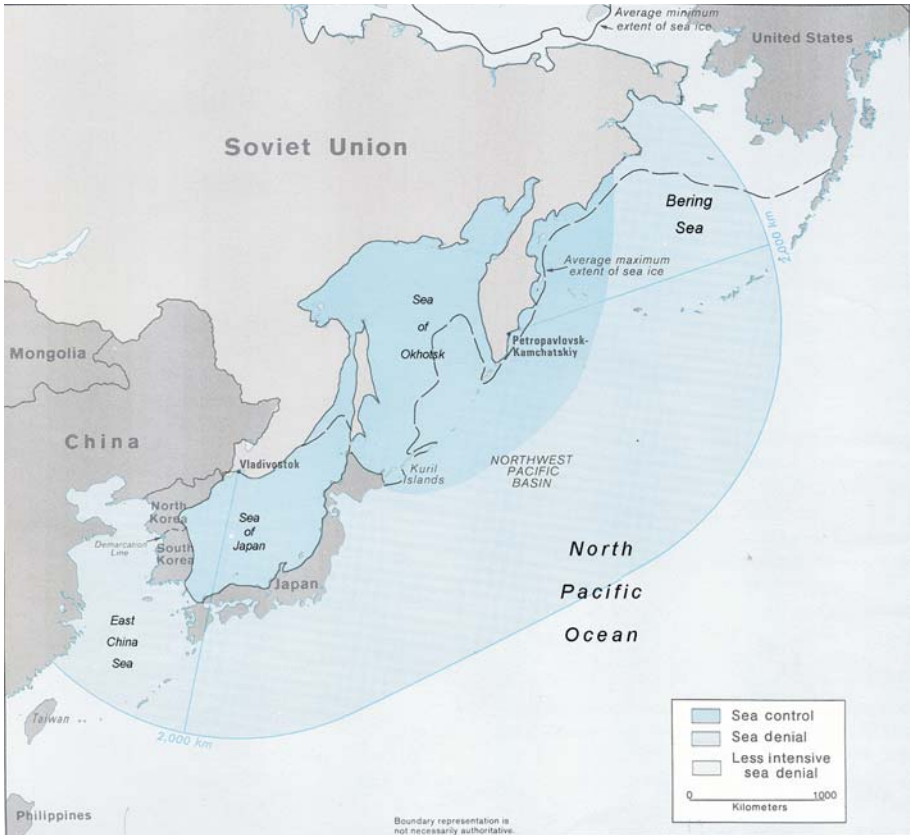 Average minimum
extent of sea ice
United States
Soviet Union
Bering
Sea
2,000 km
Average maximum
extent of sea ice
Sea
of
Okhotsk
Petropavlovsk-
Kamchatskiy
Mongolia
China
Vladivostok
Kuril
Islands
NORTHWEST
PACIFIC
BASIN
North
Korea
Sea
of
Japan
Demarcation
Line
South
Korea
Japan
North
Pacific
Ocean
East
China
Sea
Taiwan
2,000 km
Sea control
Sea denial
Less intensive
sea denial
0 1000
Kilometers
Philippines
Boundary representation is
not necessarily authoritative.